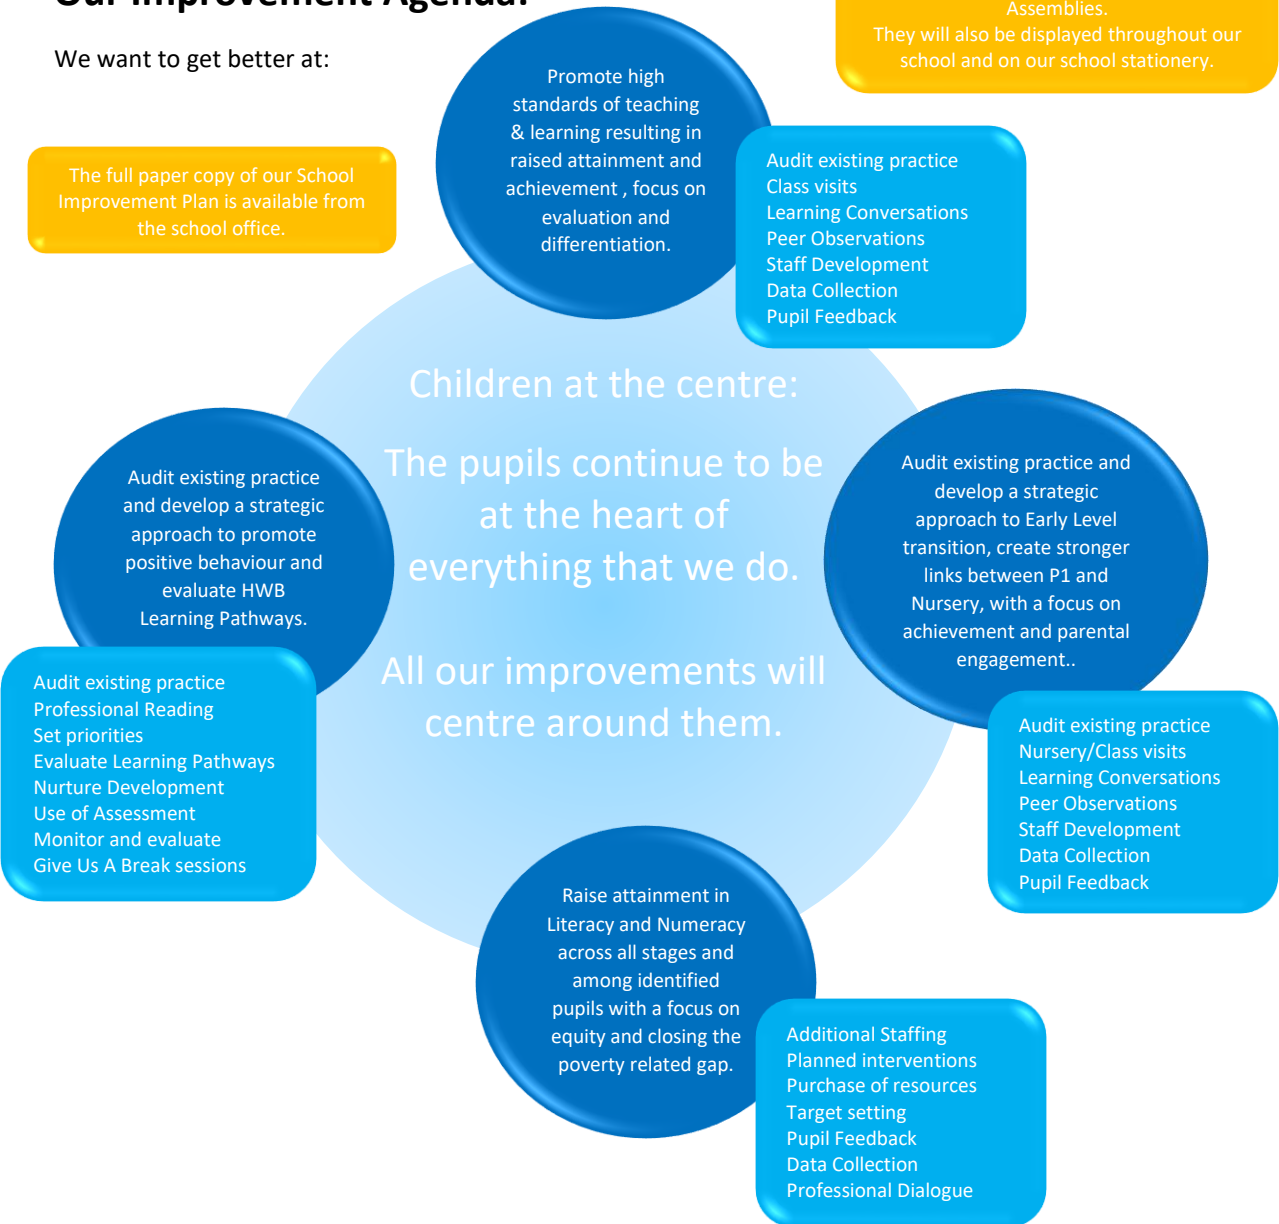 Our Improvement Agenda:
We want to get better at:
Assemblies.
They will also be displayed throughout our
school and on our school stationery.
The full paper copy of our School
Improvement Plan is available from
the school office.
Promote high
standards of teaching
& learning resulting in
raised attainment and
achievement , focus on
evaluation and
differentiation.
Audit existing practice
Class visits
Learning Conversations
Peer Observations
Staff Development
Data Collection
Pupil Feedback
Children at the centre:
The pupils continue to be
at the heart of
everything that we do.
All our improvements will
centre around them.
Audit existing practice
and develop a strategic
approach to promote
positive behaviour and
evaluate HWB
Learning Pathways.
Audit existing practice
Professional Reading
Set priorities
Evaluate Learning Pathways
Nurture Development
Use of Assessment
Monitor and evaluate
Give Us A Break sessions
Audit existing practice and
develop a strategic
approach to Early Level
transition, create stronger
links between P1 and
Nursery, with a focus on
achievement and parental
engagement..
Audit existing practice
Nursery/Class visits
Learning Conversations
Peer Observations
Staff Development
Data Collection
Pupil Feedback
Raise attainment in
Literacy and Numeracy
across all stages and
among identified
pupils with a focus on
equity and closing the
poverty related gap.
Additional Staffing
Planned interventions
Purchase of resources
Target setting
Pupil Feedback
Data Collection
Professional Dialogue